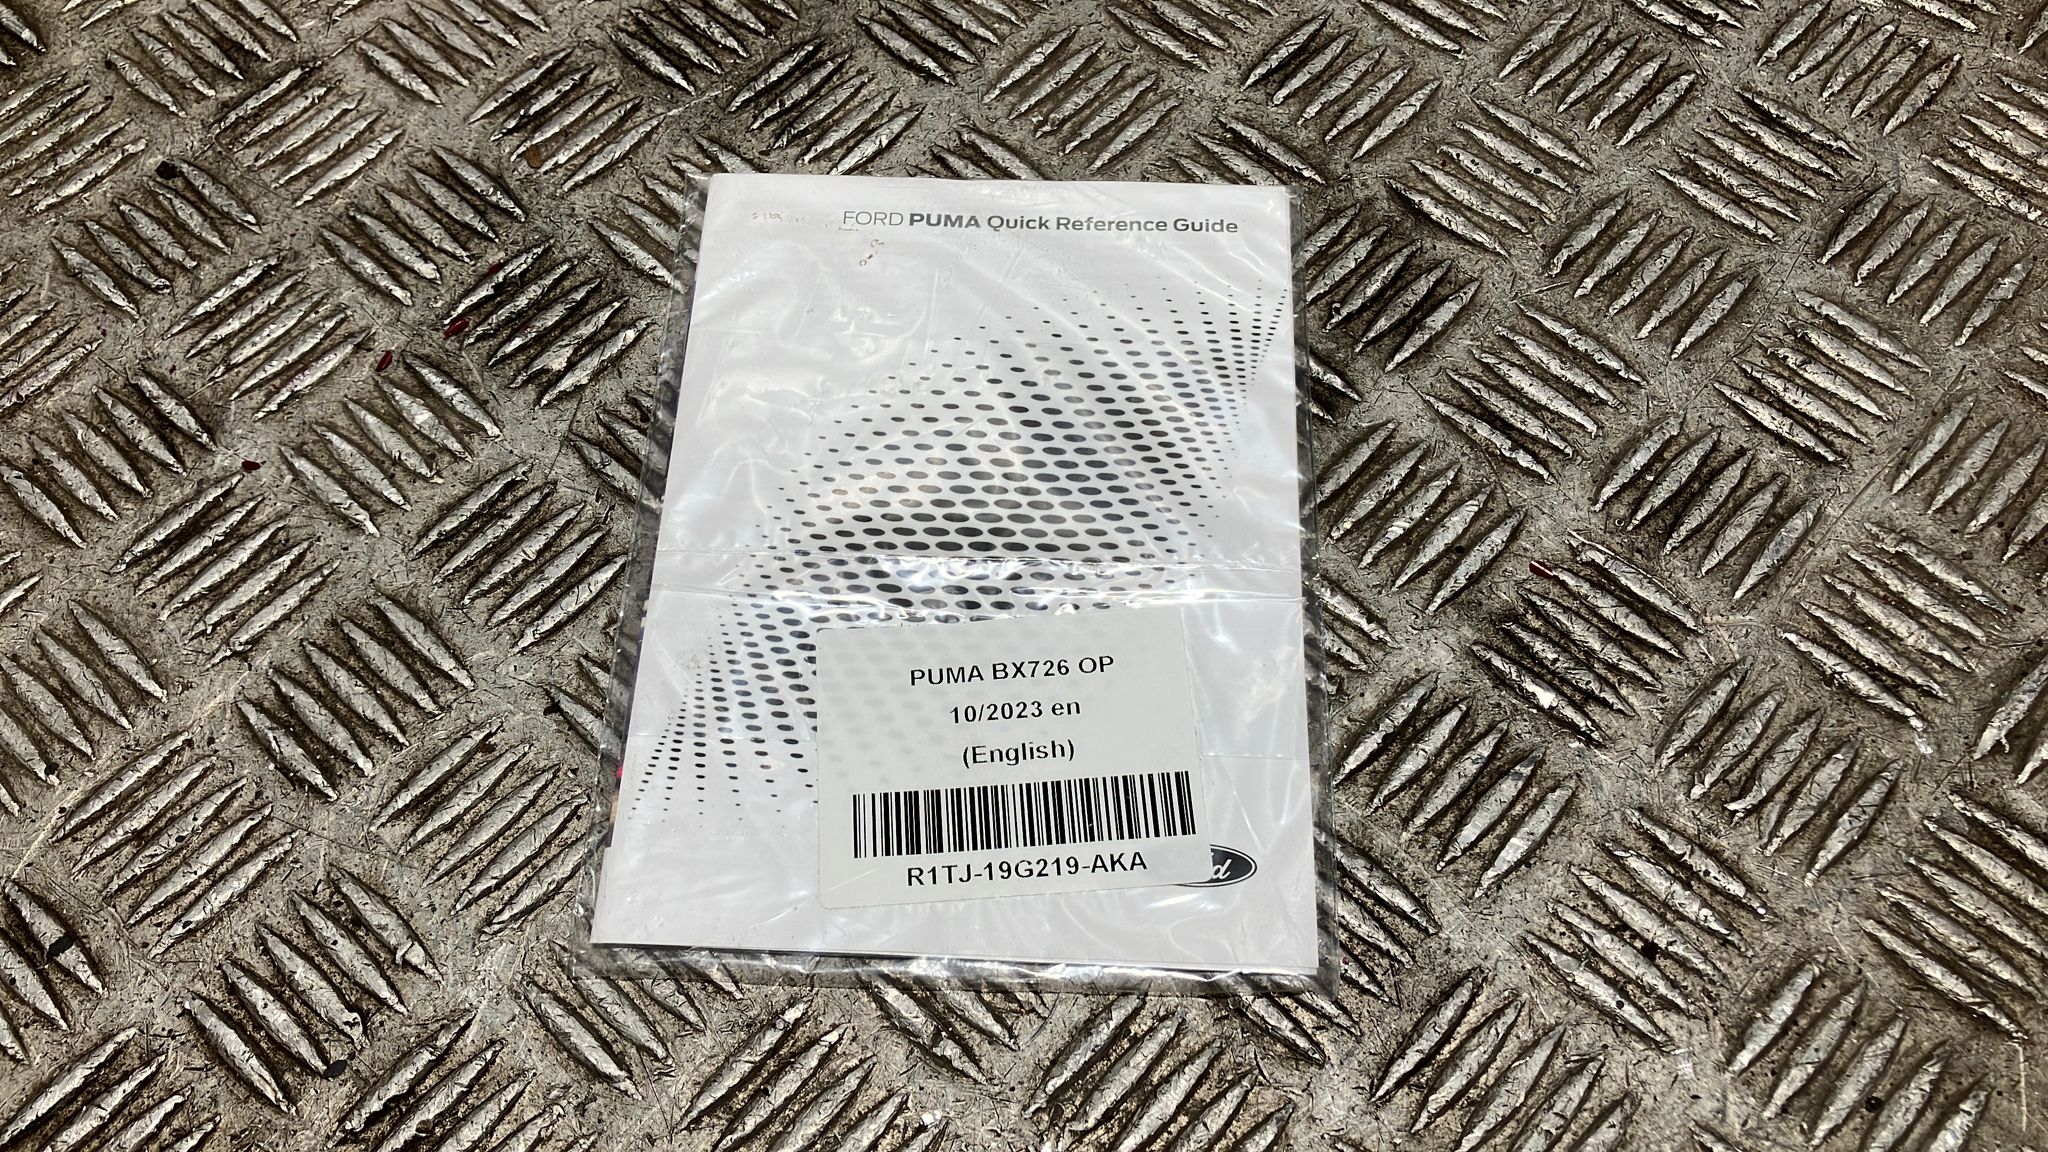 FORD PUMA Quick Reference Guide
PUMA BX726 OP
10/2023 en
(English)
R1TJ-19G219-AKA